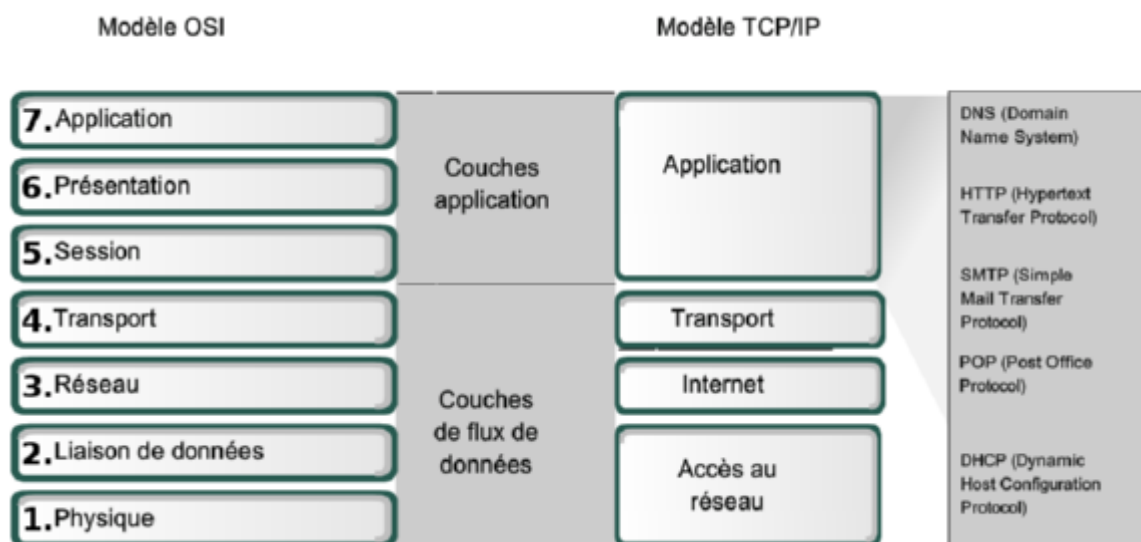 Modèle OSI
Modèle TCP/IP
7. Application
6. Présentation
5. Session
4. Transport
3. Réseau
2. Liaison de données
1. Physique
Couches
application
Couches
de flux de
données
Application
Transport
Internet
Accès au
réseau
DNS (Domain
Name System)
HTTP (Hypertext
Transfer Protocol)
SMTP (Simple
Mail Transfer
Protocol)
POP (Post Office
Protocol)
DHCP (Dynamic
Host Configuration
Protocol)